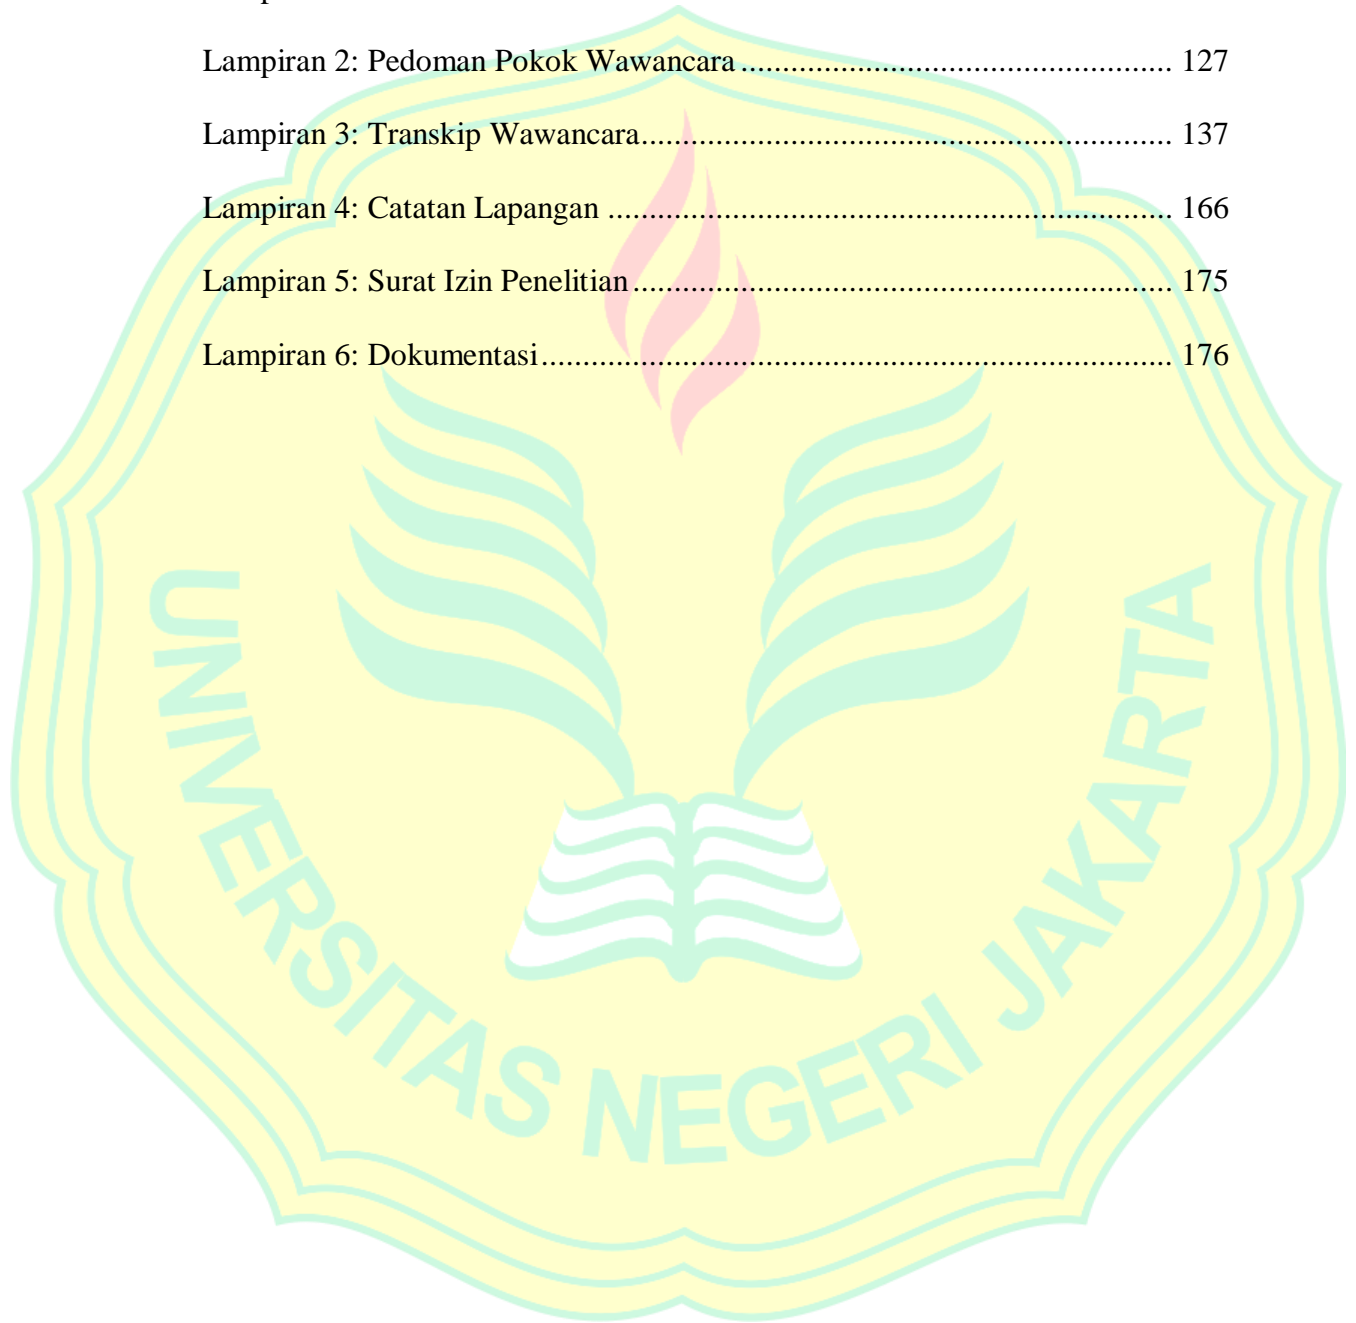 Lampiran 2: Pedoman Pokok Wawancara ..................................................... 127
Lampiran 3: Transkip Wawancara................................................................. 137
Lampiran 4: Catatan Lapangan ..................................................................... 166
Lampiran 5: Surat Izin Penelitian .................................................................. 175
Lampiran 6: Dokumentasi ............................................................................. 176
UNIVERSITAS NEGERI JAKARTA